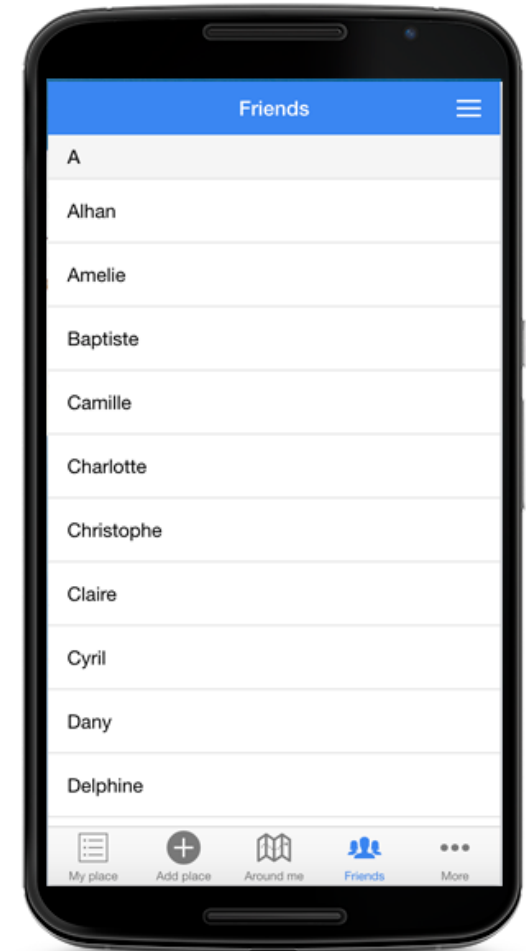 Friends
A
Alhan
Amelie
Baptiste
Camille
Charlotte
Christophe
Claire
Cyril
Dany
Delphine
My place Add place Around me Friends More